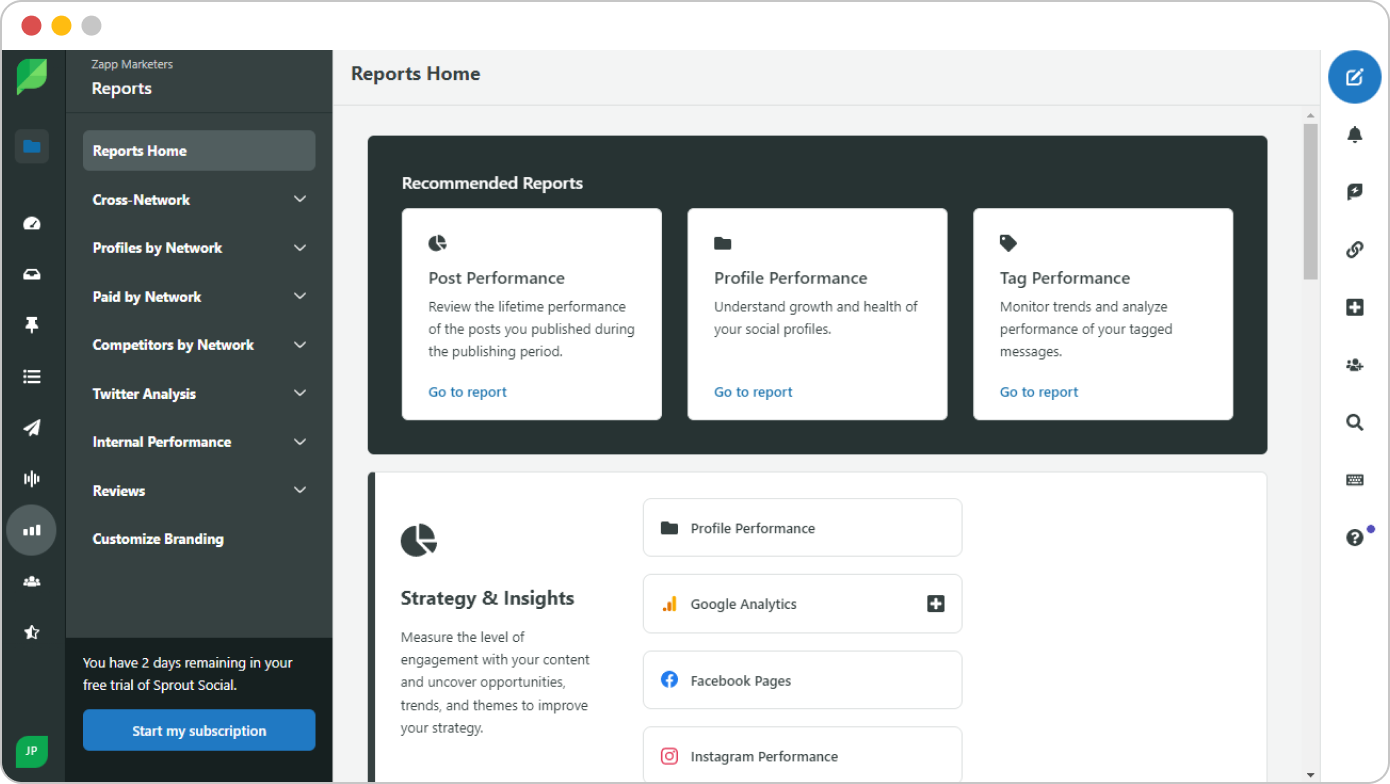 Zapp Marketers
Reports
Reports Home
Cross-Network
Profiles by Network
Paid by Network
Competitors by Network
Twitter Analysis
Internal Performance
Reviews
Customize Branding
You have 2 days remaining in your
free trial of Sprout Social.
Start my subscription
JP
Reports Home
Recommended Reports
Post Performance
Review the lifetime performance
of the posts you published during
the publishing period.
Go to report
Profile Performance
Understand growth and health of
your social profiles.
Go to report
Tag Performance
Monitor trends and analyze
performance of your tagged
messages.
Go to report
Strategy & Insights
Measure the level of
engagement with your content
and uncover opportunities,
trends, and themes to improve
your strategy.
Profile Performance
Google Analytics
Facebook Pages
Instagram Performance